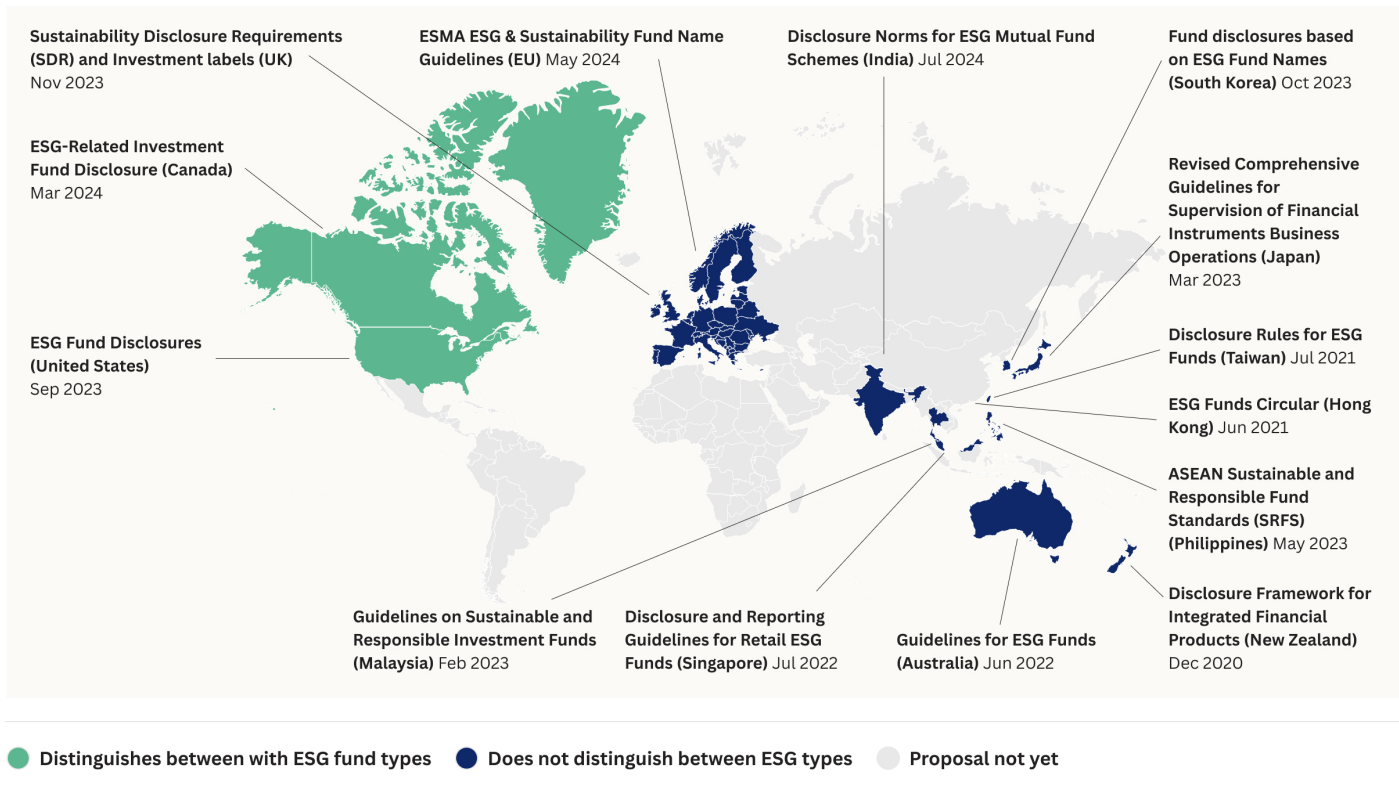 Sustainability Disclosure Requirements
(SDR) and Investment labels (UK)
Nov 2023
ESMA ESG & Sustainability Fund Name
Guidelines (EU) May 2024
Disclosure Norms for ESG Mutual Fund
Schemes (India) Jul 2024
Fund disclosures based
on ESG Fund Names
(South Korea) Oct 2023
ESG-Related Investment
Fund Disclosure (Canada)
Mar 2024
Revised Comprehensive
Guidelines for
Supervision of Financial
Instruments Business
Operations (Japan)
Mar 2023
ESG Fund Disclosures
(United States)
Sep 2023
Disclosure Rules for ESG
Funds (Taiwan) Jul 2021
ESG Funds Circular (Hong
Kong) Jun 2021
ASEAN Sustainable and
Responsible Fund
Standards (SRFS)
(Philippines) May 2023
Guidelines on Sustainable and
Responsible Investment Funds
(Malaysia) Feb 2023
Disclosure and Reporting
Guidelines for Retail ESG
Funds (Singapore) Jul 2022
Guidelines for ESG Funds
(Australia) Jun 2022
Disclosure Framework for
Integrated Financial
Products (New Zealand)
Dec 2020
Distinguishes between with ESG fund types
Does not distinguish between ESG types
Proposal not yet